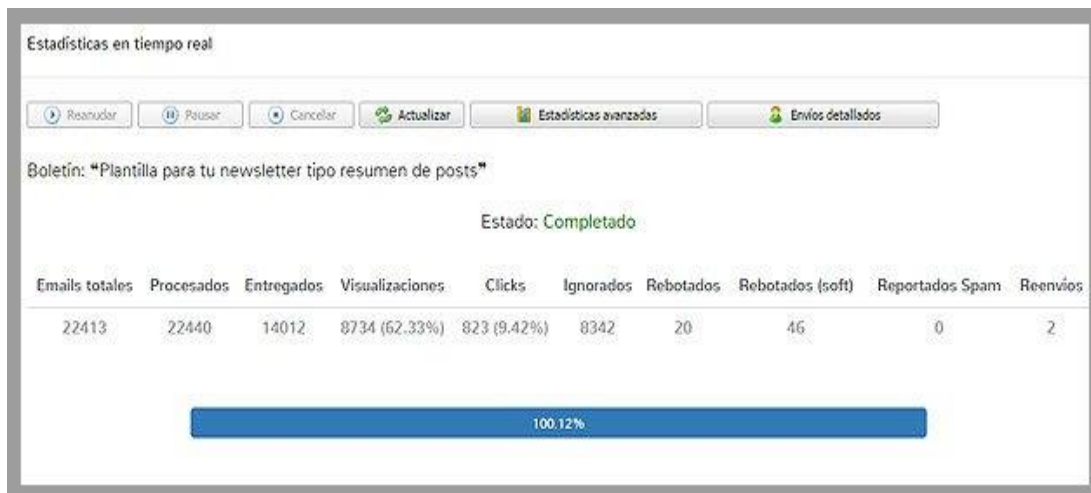 Estadísticas en tiempo real
Reanudar Pausar Cancelar Actualizar Estadísticas avanzadas Envíos detallados
Boletín: ❝Plantilla para tu newsletter tipo resumen de posts❞
Estado: Completado
Emails totales Procesados Entregados Visualizaciones Clicks Ignorados Rebotados Rebotados (soft) Reportados Spam Reenvíos
22413 22440 14012 8734 (62.33%) 823 (9.42%) 8342 20 46 0 2
100.12%